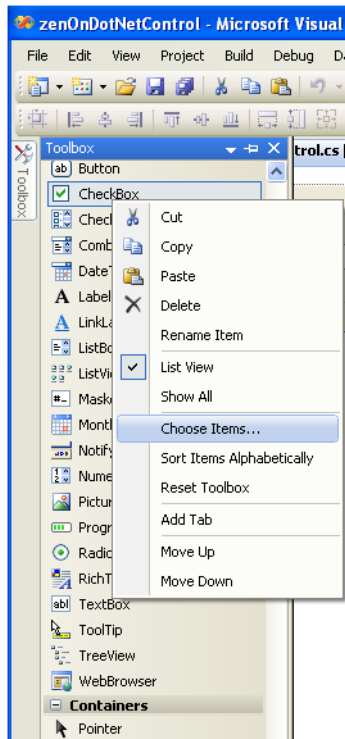 zenOnDotNetControl - Microsoft Visual
File Edit View Project Build Debug
Toolbox
trol.cs
Toolbox
Button
CheckBox
Cut
Copy
Paste
Delete
Rename Item
List View
Show All
Choose Items...
Sort Items Alphabetically
Reset Toolbox
Add Tab
Move Up
Move Down
Label
TextBox
ToolTip
TreeView
WebBrowser
Containers
Pointer